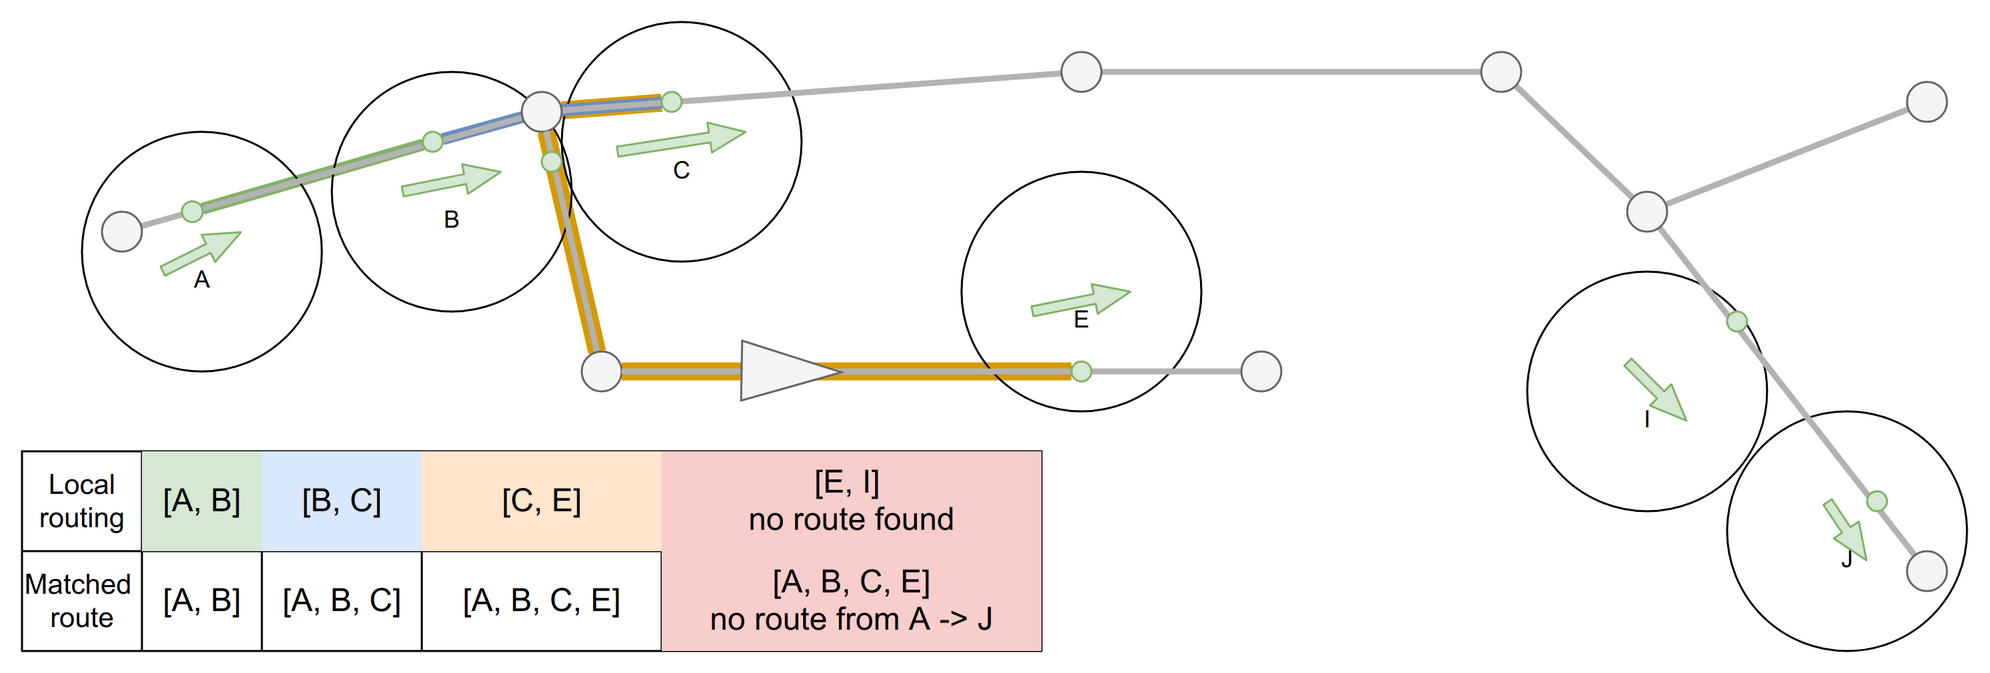 A
B
C
E
I
J
Local
routing
[A, B]
[B, C]
[C, E]
[E, I]
no route found
Matched
route
[A, B]
[A, B, C]
[A, B, C, E]
[A, B, C, E]
no route from A -> J